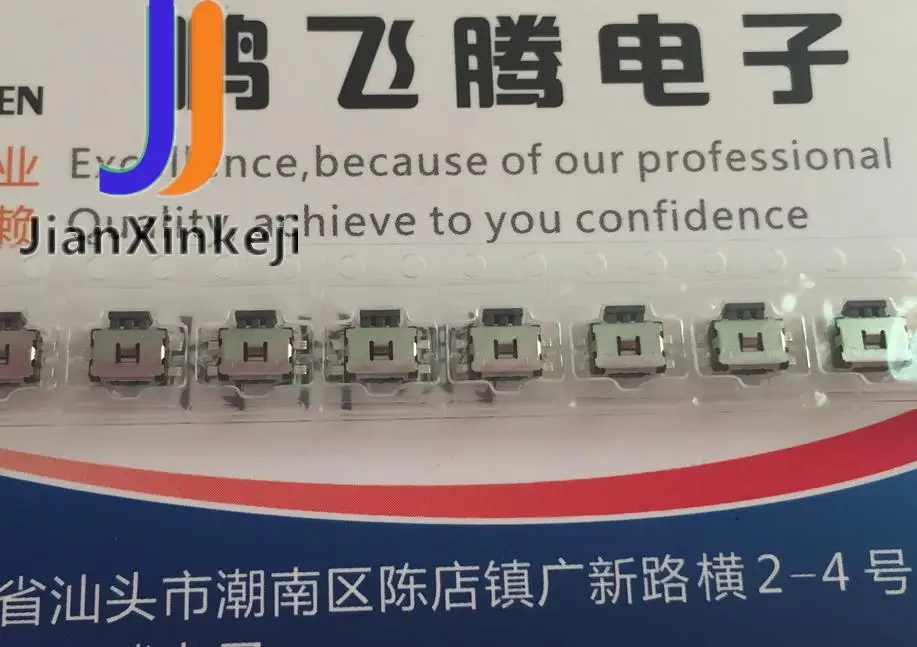 鹏飞腾电子
EN
业 Excellence,because of our professional
赖 Quality, achieve to you confidence
JianXinkeji
省汕头市潮南区陈店镇广新路横2-4号